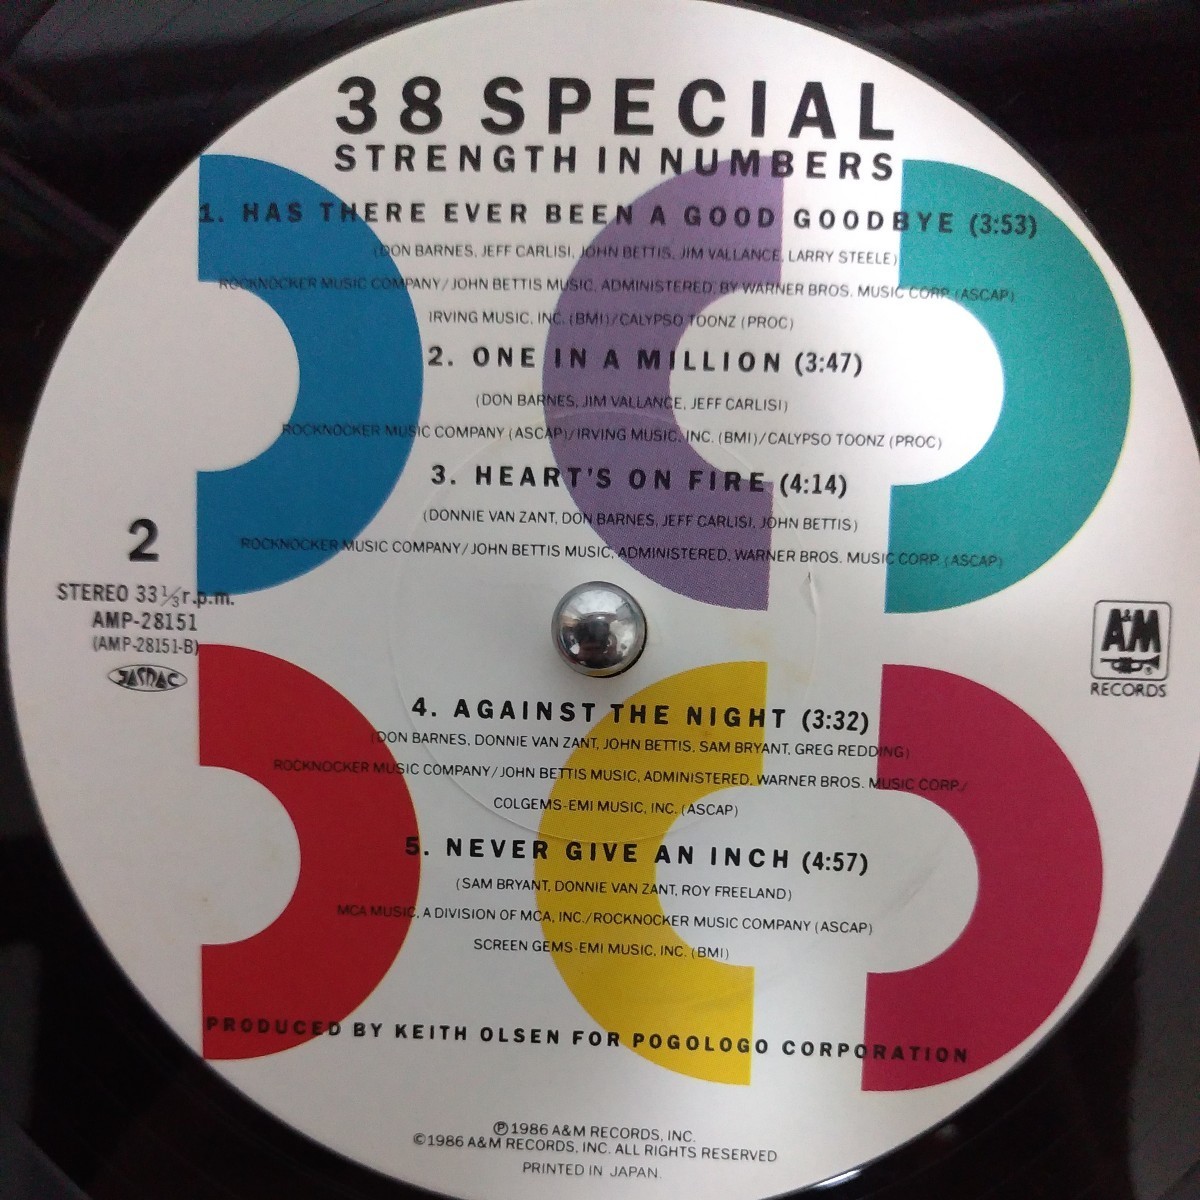 38 SPECIAL
STRENGTH IN NUMBERS
1. HAS THERE EVER BEEN A GOOD GOODBYE (3:53)
(DON BARNES, JEFF CARLISI, JOHN BETTIS, JIM VALLANCE, LARRY STEELE)
ROCKNOCKER MUSIC COMPANY/JOHN BETTIS MUSIC, ADMINISTERED, BY WARNER BROS. MUSIC CORP. (ASCAP)
IRVING MUSIC, INC. (BMI)/CALYPSO TOONZ (PROC)
2. ONE IN A MILLION (3:47)
(DON BARNES, JIM VALLANCE, JEFF CARLISI)
ROCKNOCKER MUSIC COMPANY (ASCAP)/IRVING MUSIC, INC. (BMI)/CALYPSO TOONZ (PROC)
3. HEART'S ON FIRE (4:14)
(DONNIE VAN ZANT, DON BARNES, JEFF CARLISI, JOHN BETTIS)
ROCKNOCKER MUSIC COMPANY/JOHN BETTIS MUSIC, ADMINISTERED, WARNER BROS. MUSIC CORP. (ASCAP)
2
STEREO 33⅓r.p.m.
AMP-28151
(AMP-28151-B)
JASRAC
A&M
RECORDS
4. AGAINST THE NIGHT (3:32)
(DON BARNES, DONNIE VAN ZANT, JOHN BETTIS, SAM BRYANT, GREG REDDING)
ROCKNOCKER MUSIC COMPANY/JOHN BETTIS MUSIC, ADMINISTERED, WARNER BROS. MUSIC CORP./
COLGEMS-EMI MUSIC, INC. (ASCAP)
5. NEVER GIVE AN INCH (4:57)
(SAM BRYANT, DONNIE VAN ZANT, ROY FREELAND)
MCA MUSIC, A DIVISION OF MCA, INC./ROCKNOCKER MUSIC COMPANY (ASCAP)
SCREEN GEMS-EMI MUSIC, INC. (BMI)
PRODUCED BY KEITH OLSEN FOR POGOLOGO CORPORATION
℗1986 A&M RECORDS, INC.
©1986 A&M RECORDS, INC. ALL RIGHTS RESERVED
PRINTED IN JAPAN.